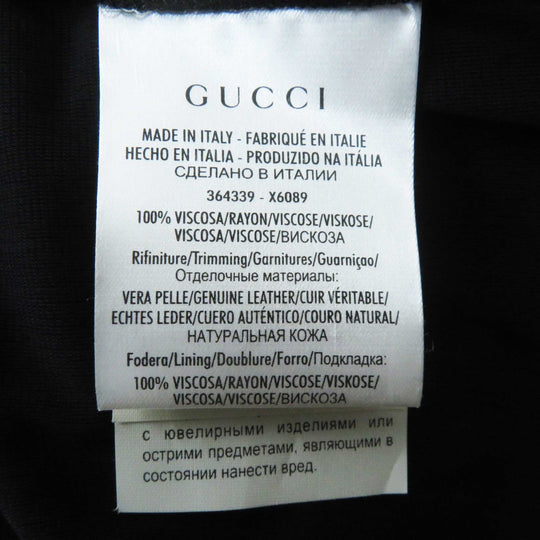 GUCCI
MADE IN ITALY - FABRIQUÉ EN ITALIE
HECHO EN ITALIA - PRODUZIDO NA ITÁLIA
СДЕЛАНО В ИТАЛИИ
364339 - X6089
100% VISCOSA/RAYON/VISCOSE/VISKOSE/
VISCOSA/VISCOSE/ВИСКОЗА
Rifiniture/Trimming/Garnitures/Guarniçao/
Отделочные материалы:
VERA PELLE/GENUINE LEATHER/CUIR VÉRITABLE/
ECHTES LEDER/CUERO AUTÉNTICO/COURO NATURAL/
НАТУРАЛЬНАЯ КОЖА
Fodera/Lining/Doublure/Forro/Подкладка:
100% VISCOSA/RAYON/VISCOSE/VISKOSE/
VISCOSA/VISCOSE/ВИСКОЗА
с ювелирными изделиями или
острыми предметами, являющими в
состоянии нанести вред.